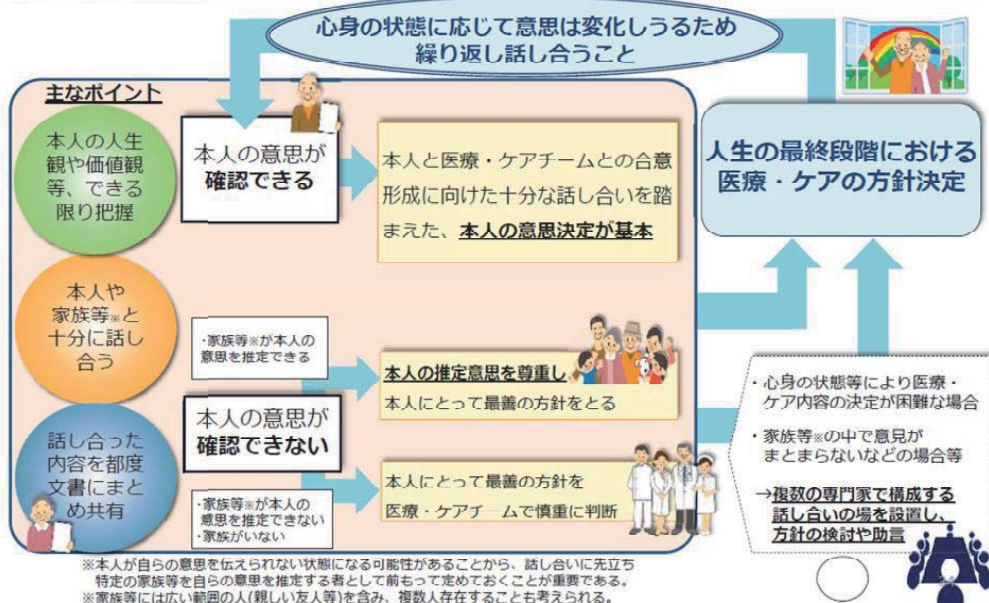 心身の状態に応じて意思は変化しうるため
繰り返し話し合うこと
主なポイント
本人の人生
観や価値観
等、できる
限り把握
本人や
家族等※と
十分に話し
合う
話し合った
内容を都度
文書にまと
め共有
本人の意思が
確認できる
本人と医療・ケアチームとの合意
形成に向けた十分な話し合いを踏
まえた、本人の意思決定が基本
人生の最終段階における
医療・ケアの方針決定
・家族等※が本人の
意思を推定できる
本人の意思が
確認できない
・家族等※が本人の
意思を推定できない
・家族がいない
本人の推定意思を尊重し
本人にとって最善の方針をとる
本人にとって最善の方針を
医療・ケアチームで慎重に判断
・心身の状態等により医療・
ケア内容の決定が困難な場合
・家族等※の中で意見が
まとまらないなどの場合等
→複数の専門家で構成する
話し合いの場を設置し、
方針の検討や助言
※本人が自らの意思を伝えられない状態になる可能性があることから、話し合いに先立ち
特定の家族等を自らの意思を推定する者として前もって定めておくことが重要である。
※家族等には広い範囲の人(親しい友人等)を含み、複数人存在することも考えられる。